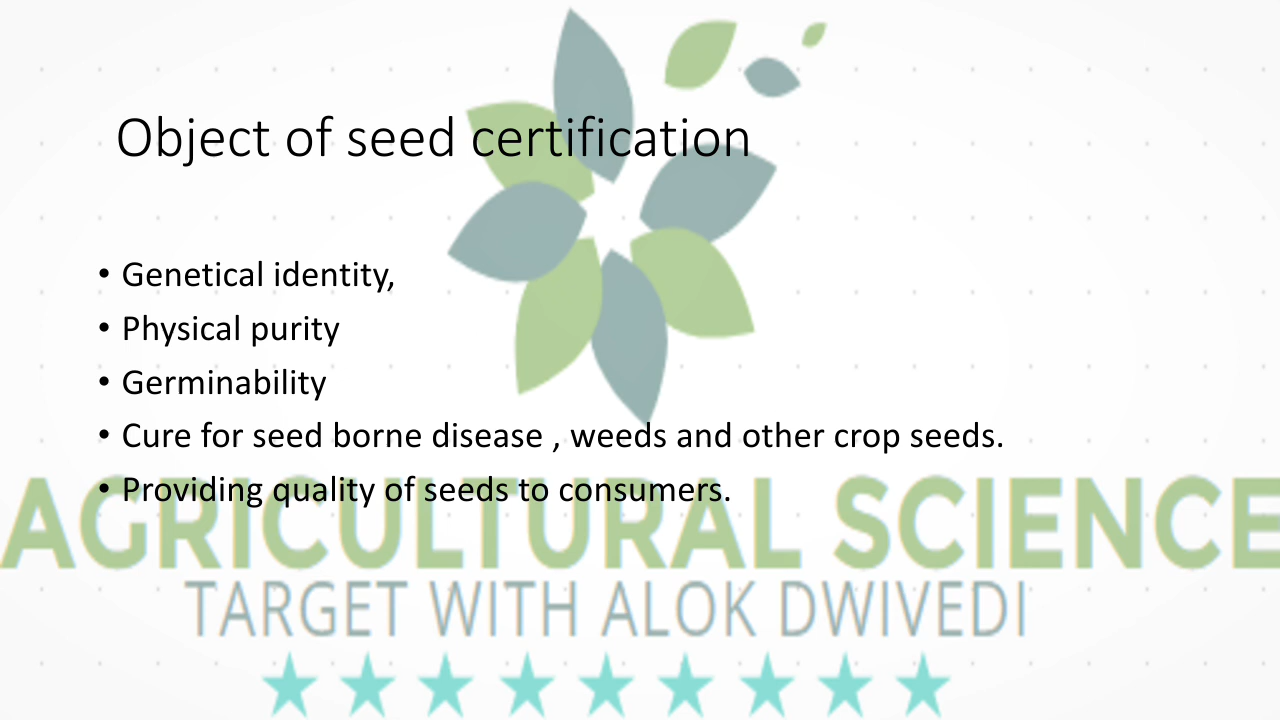 Object of seed certification
• Genetical identity,
• Physical purity
• Germinability
• Cure for seed borne disease , weeds and other crop seeds.
• Providing quality of seeds to consumers.
AGRICULTURAL SCIENCE
TARGET WITH ALOK DWIVEDI